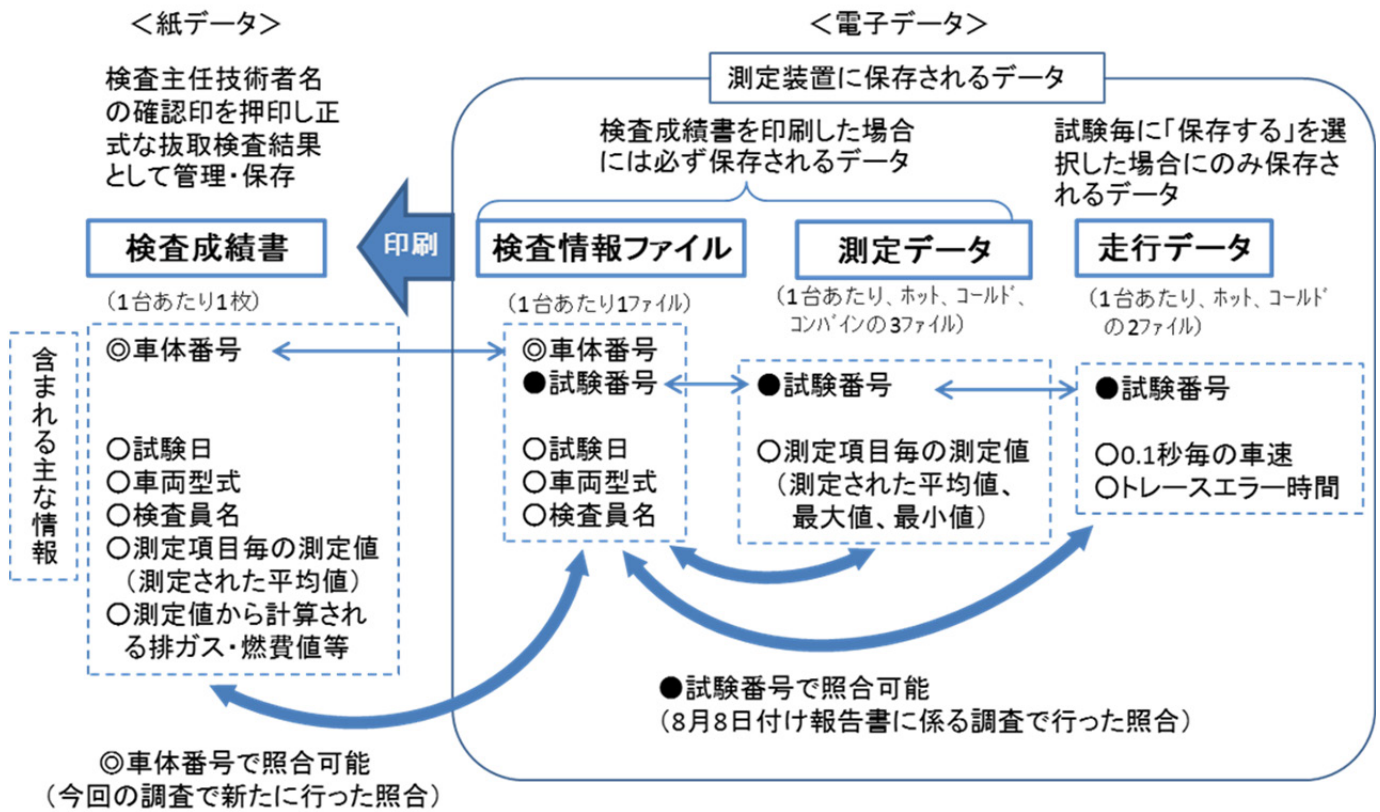 <紙データ>
検査主任技術者名
の確認印を押印し正
式な抜取検査結果
として管理・保存
検査成績書
(1台あたり1枚)
含まれる主な情報
◎車体番号
○試験日
○車両型式
○検査員名
○測定項目毎の測定値
(測定された平均値)
○測定値から計算され
る排ガス・燃費値等
◎車体番号で照合可能
(今回の調査で新たに行った照合)
印刷
<電子データ>
測定装置に保存されるデータ
検査成績書を印刷した場合
には必ず保存されるデータ
検査情報ファイル
(1台あたり1ファイル)
◎車体番号
●試験番号
○試験日
○車両型式
○検査員名
測定データ
(1台あたり、ホット、コールド、
コンバインの3ファイル)
●試験番号
○測定項目毎の測定値
(測定された平均値、
最大値、最小値)
試験毎に「保存する」を選
択した場合にのみ保存さ
れるデータ
走行データ
(1台あたり、ホット、コールド
の2ファイル)
●試験番号
○0.1秒毎の車速
○トレースエラー時間
●試験番号で照合可能
(8月8日付け報告書に係る調査で行った照合)